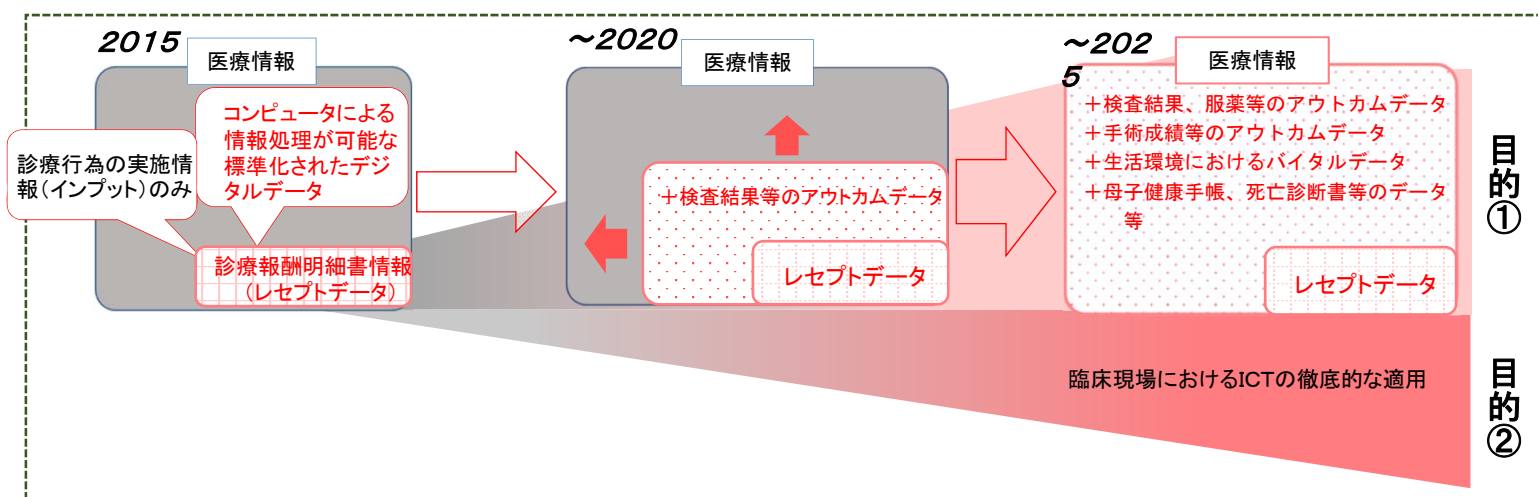 2015
医療情報
コンピュータによる
情報処理が可能な
標準化されたデジ
タルデータ
診療行為の実施情
報(インプット)のみ
診療報酬明細書情報
(レセプトデータ)
~2020
医療情報
+検査結果等のアウトカムデータ
レセプトデータ
~202
5
医療情報
+検査結果、服薬等のアウトカムデータ
+手術成績等のアウトカムデータ
+生活環境におけるバイタルデータ
+母子健康手帳、死亡診断書等のデータ
等
レセプトデータ
目的①
臨床現場におけるICTの徹底的な適用
目的②